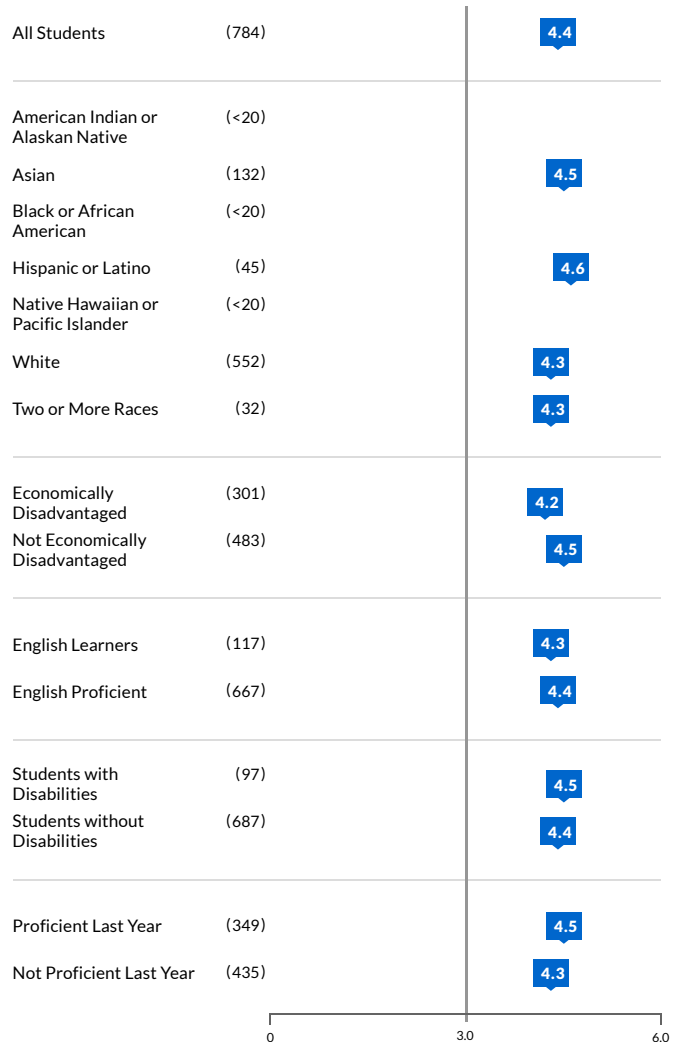 All Students (784) 4.4
American Indian or (<20)
Alaskan Native
Asian (132) 4.5
Black or African (<20)
American
Hispanic or Latino (45) 4.6
Native Hawaiian or (<20)
Pacific Islander
White (552) 4.3
Two or More Races (32) 4.3
Economically (301) 4.2
Disadvantaged
Not Economically (483) 4.5
Disadvantaged
English Learners (117) 4.3
English Proficient (667) 4.4
Students with (97) 4.5
Disabilities
Students without (687) 4.4
Disabilities
Proficient Last Year (349) 4.5
Not Proficient Last Year (435) 4.3
0 3.0 6.0